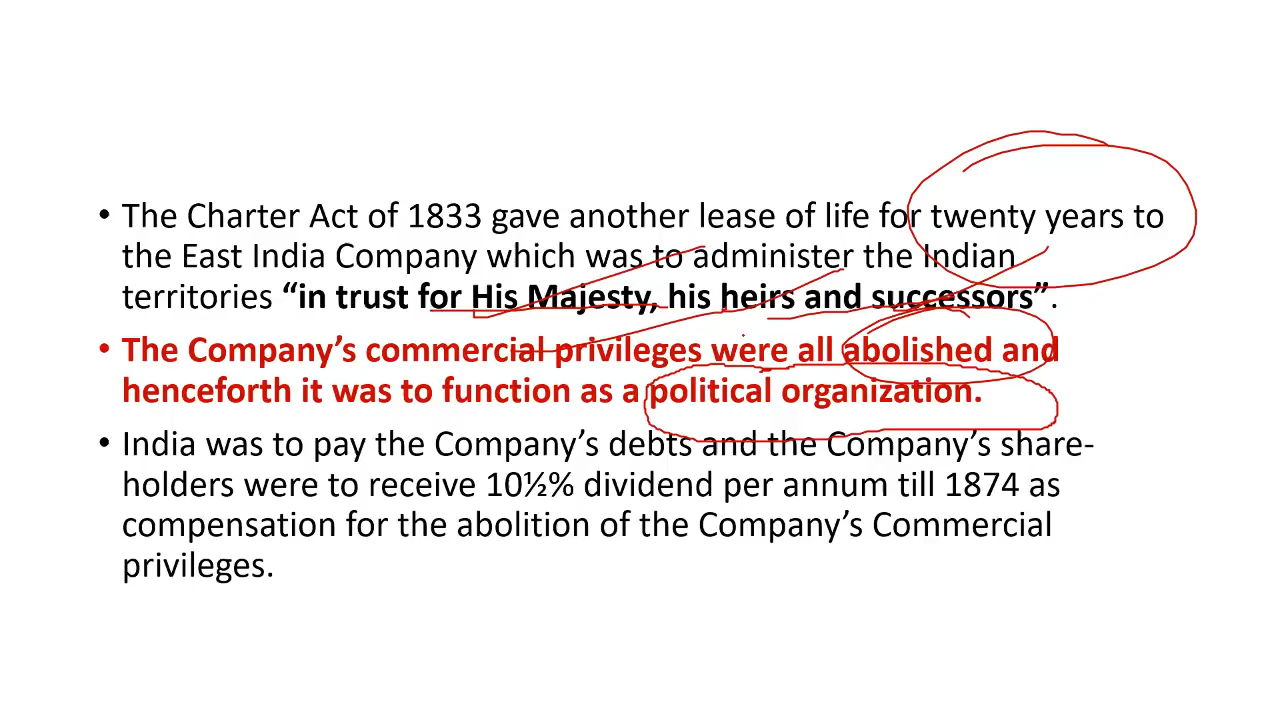 • The Charter Act of 1833 gave another lease of life for twenty years to
the East India Company which was to administer the Indian
territories “in trust for His Majesty, his heirs and successors”.
• The Company’s commercial privileges were all abolished and
henceforth it was to function as a political organization.
• India was to pay the Company’s debts and the Company’s share-
holders were to receive 10½% dividend per annum till 1874 as
compensation for the abolition of the Company’s Commercial
privileges.